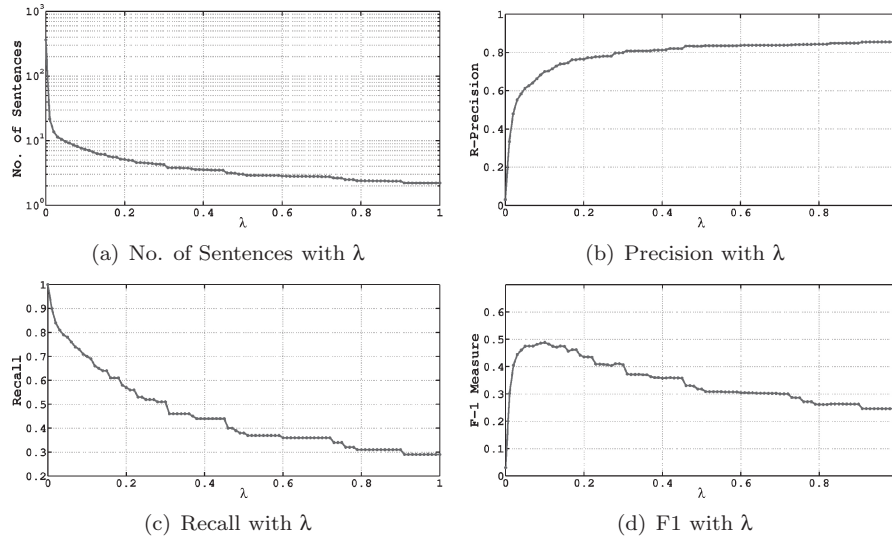 10^3
10^2
10^1
10^0
No. of Sentences
0 0.2 0.4 0.6 0.8 1
λ
(a) No. of Sentences with λ
1
0.8
0.6
0.4
0.2
0
R-Precision
0 0.2 0.4 0.6 0.8
λ
(b) Precision with λ
1
0.9
0.8
0.7
0.6
0.5
0.4
0.3
0.2
Recall
0 0.2 0.4 0.6 0.8 1
λ
(c) Recall with λ
0.6
0.5
0.4
0.3
0.2
0.1
0
F-1 Measure
0 0.2 0.4 0.6 0.8
λ
(d) F1 with λ